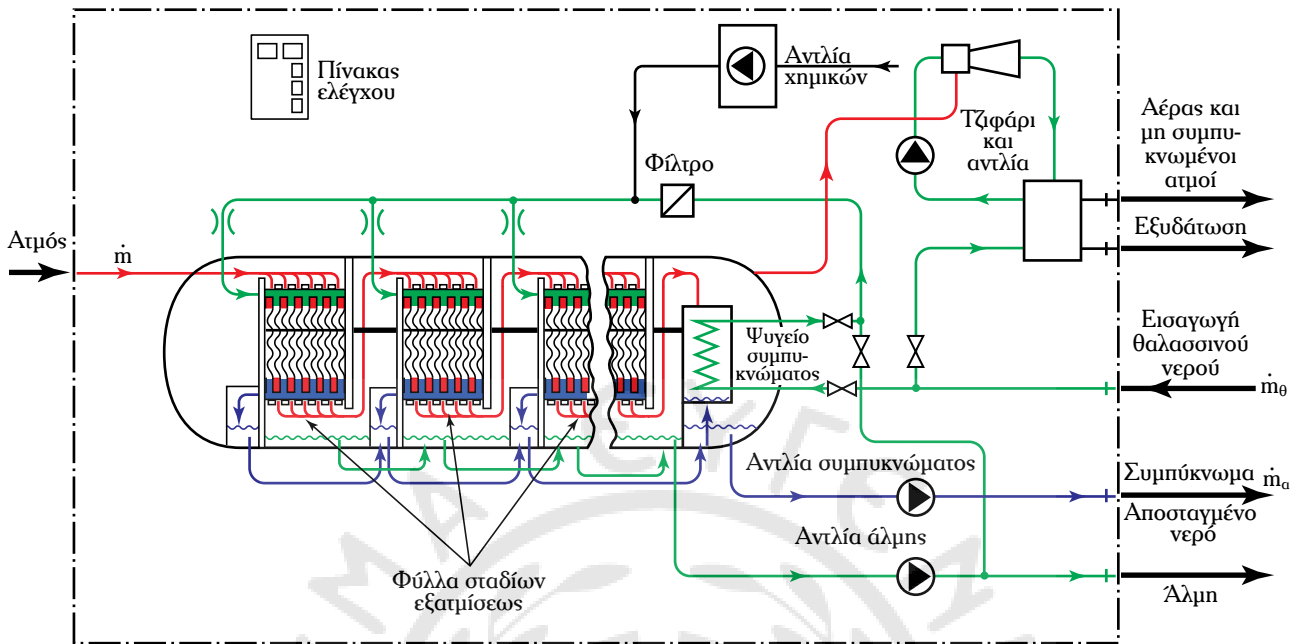 Πίνακας
ελέγχου
Αντλία
χημικών
Τζιφάρι
και
αντλία
Αέρας και
μη συμπυ-
κνωμένοι
ατμοί
Εξυδάτωση
Φίλτρο
Ατμός
ṁ
Ψυγείο
συμπυ-
κνώματος
Εισαγωγή
θαλασσινού
νερού
ṁθ
Αντλία συμπυκνώματος
Συμπύκνωμα ṁα
Αποσταγμένο
νερό
Αντλία άλμης
Άλμη
Φύλλα σταδίων
εξατμίσεως